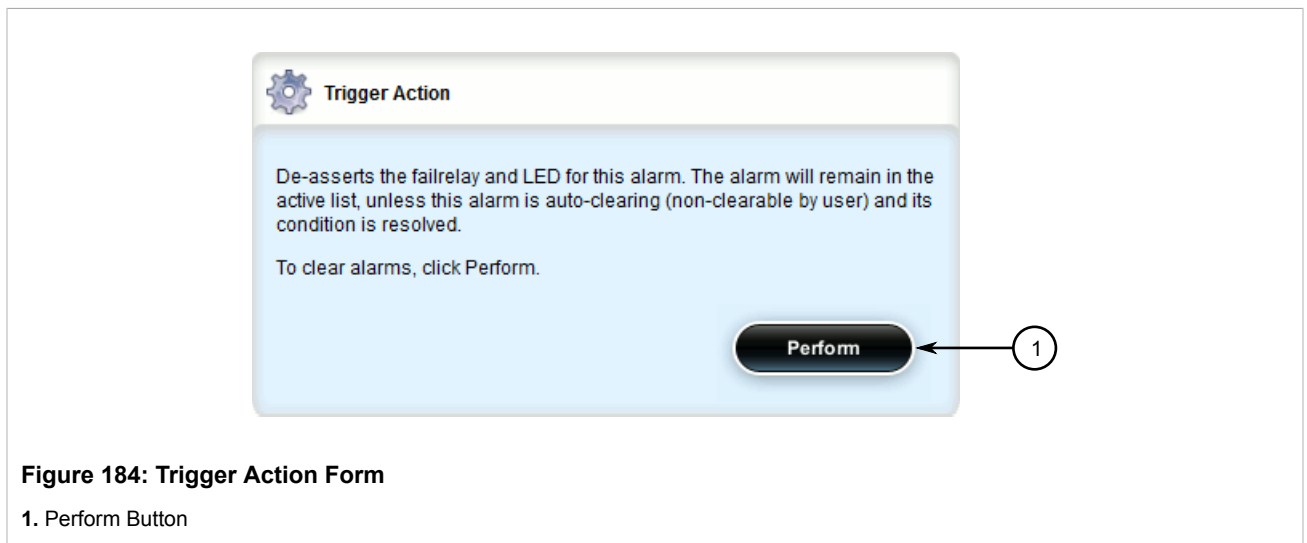 Trigger Action
De-asserts the failrelay and LED for this alarm. The alarm will remain in the
active list, unless this alarm is auto-clearing (non-clearable by user) and its
condition is resolved.
To clear alarms, click Perform.
Perform
1
Figure 184: Trigger Action Form
1. Perform Button